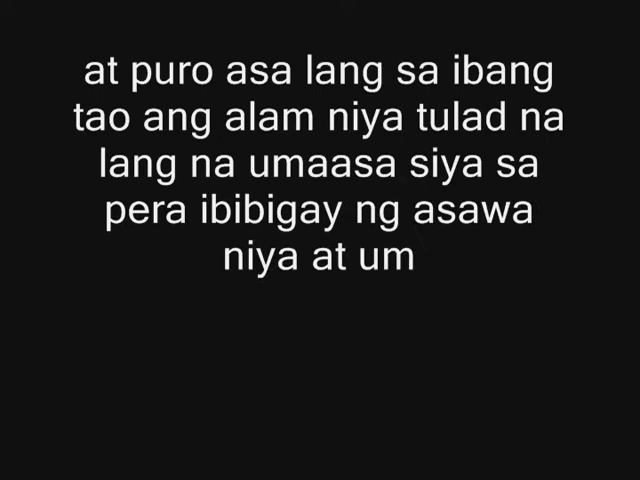 at puro asa lang sa ibang
tao ang alam niya tulad na
lang na umaasa siya sa
pera ibibigay ng asawa
niya at um